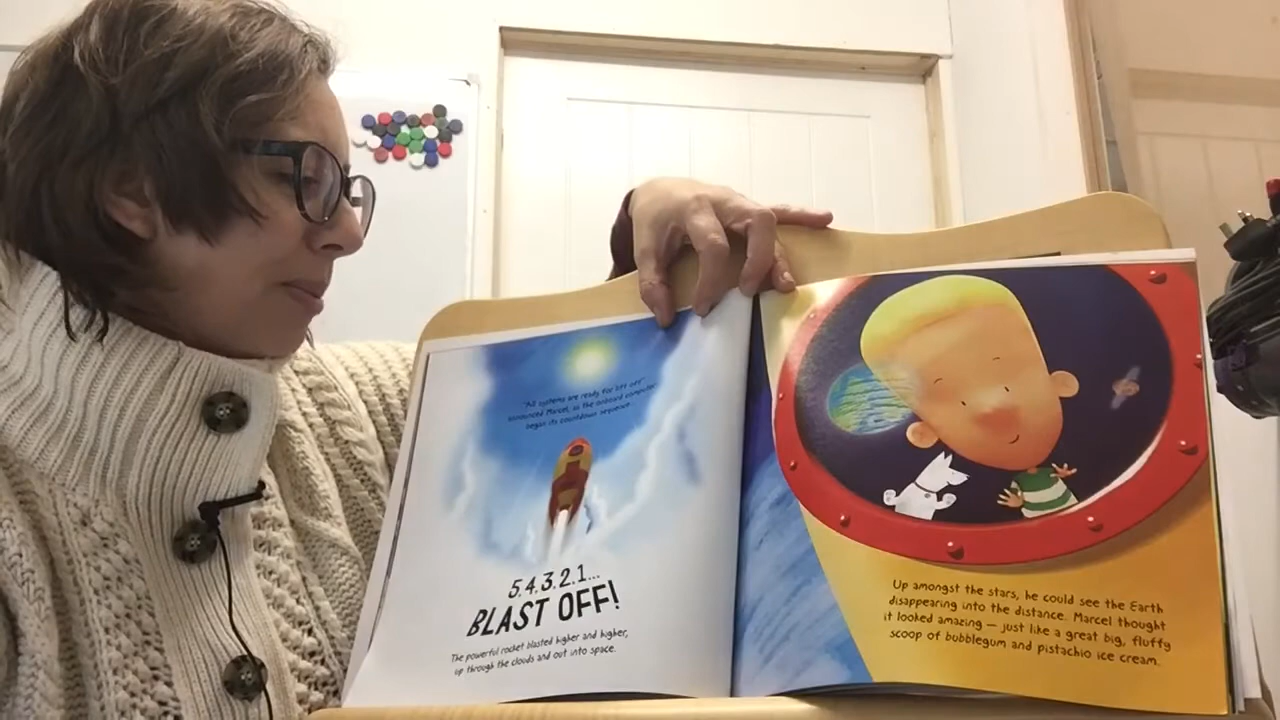 "All systems are ready for lift off"
announced Marcel, as the onboard computer
began its countdown sequence.
5.4.3.2.1...
BLAST OFF!
The powerful rocket blasted higher and higher,
up through the clouds and out into space.
Up amongst the stars, he could see the Earth
disappearing into the distance. Marcel thought
it looked amazing — just like a great big, fluffy
scoop of bubblegum and pistachio ice cream.